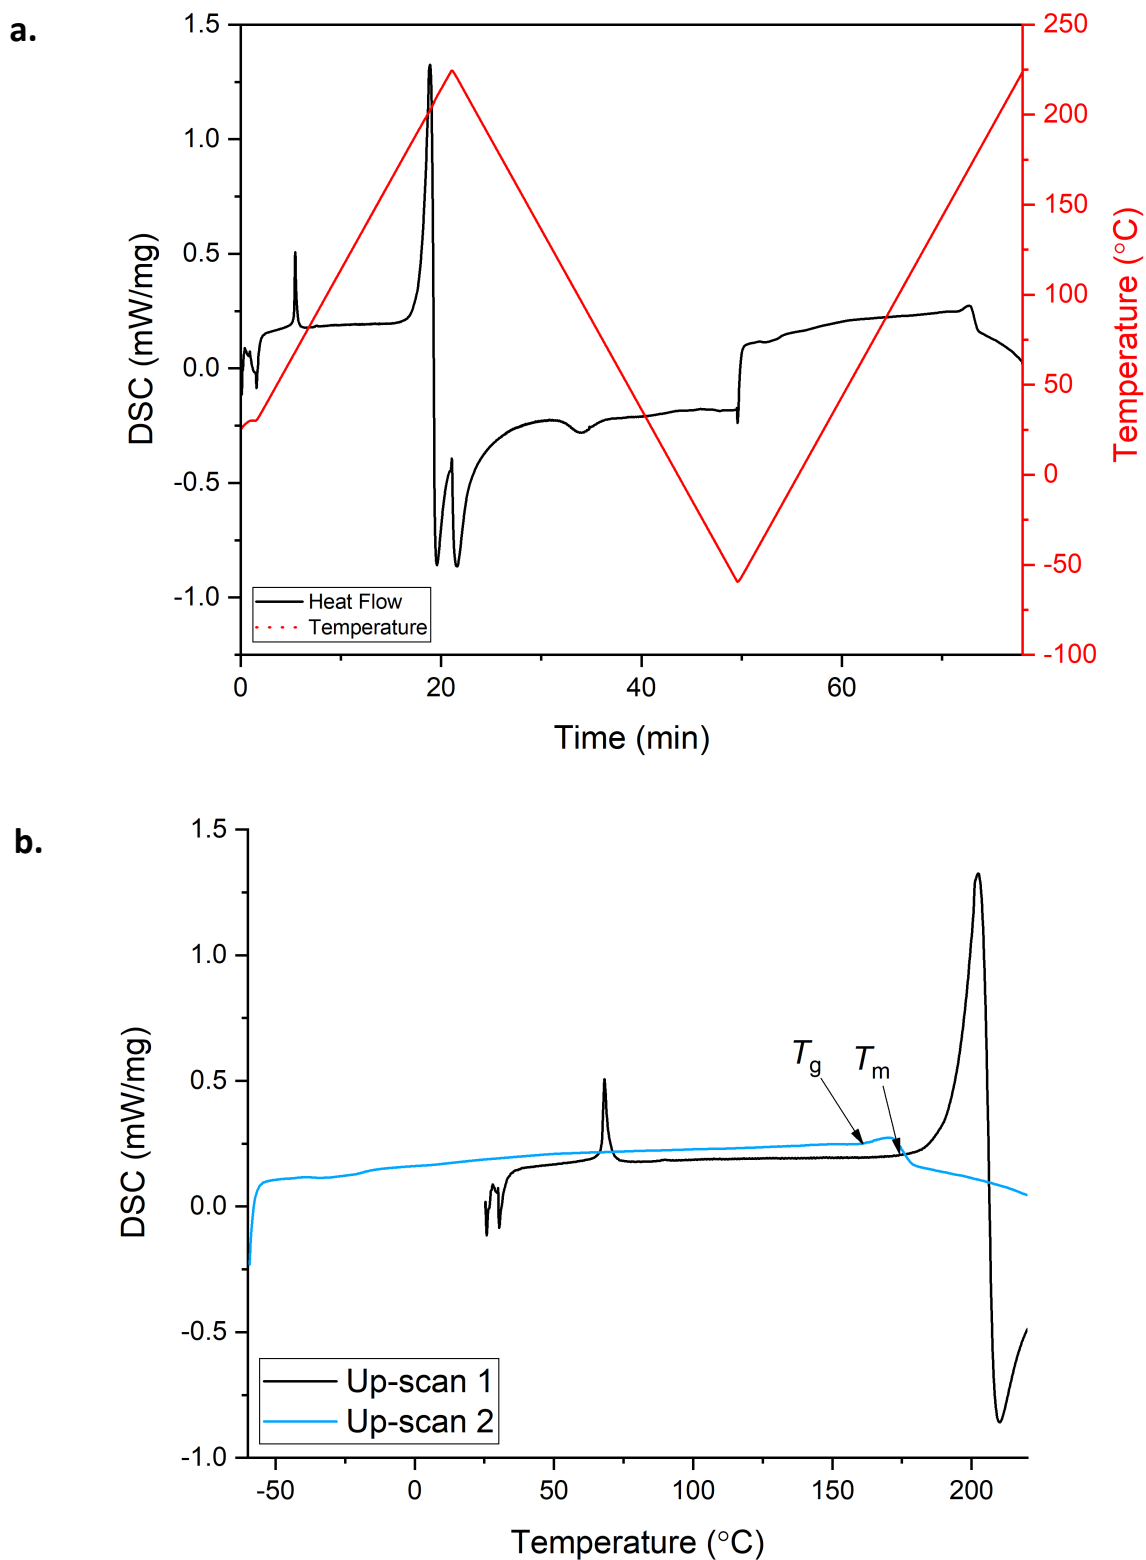 a.
1.5
1.0
0.5
0.0
-0.5
-1.0
DSC (mW/mg)
250
200
150
100
50
0
-50
-100
Temperature (°C)
Heat Flow
Temperature
0
20
40
60
Time (min)
b.
1.5
1.0
0.5
0.0
-0.5
-1.0
DSC (mW/mg)
Tg
Tm
Up-scan 1
Up-scan 2
-50
0
50
100
150
200
Temperature (°C)